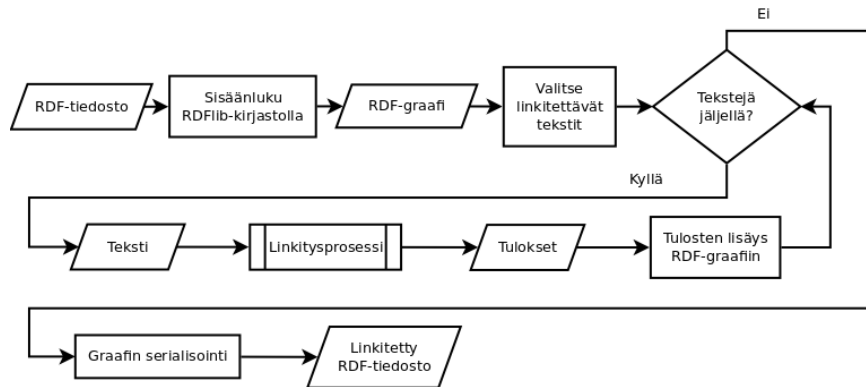 Ei
RDF-tiedosto
Sisäänluku
RDFlib-kirjastolla
RDF-graafi
Valitse
linkitettävät
tekstit
Tekstejä
jäljellä?
Kyllä
Teksti
Linkitysprosessi
Tulokset
Tulosten lisäys
RDF-graafiin
Graafin serialisointi
Linkitetty
RDF-tiedosto